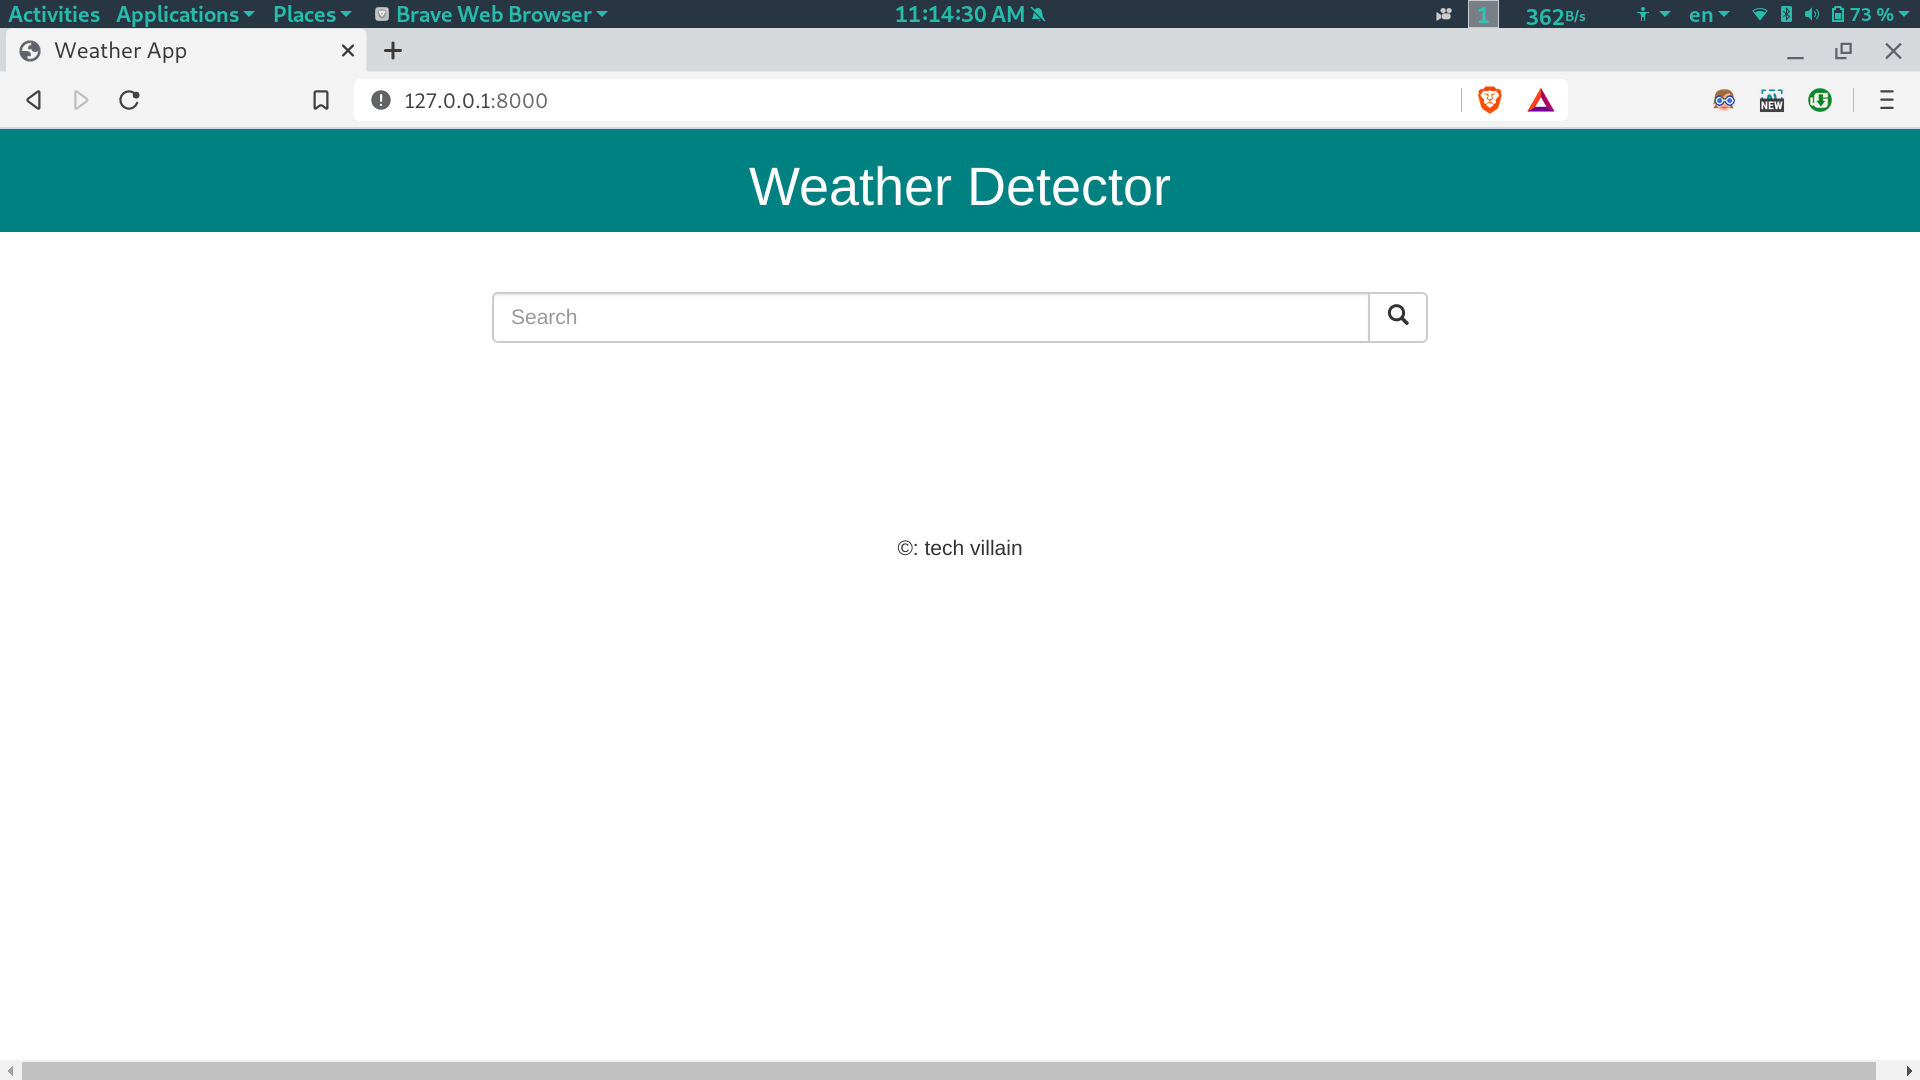 Activities Applications Places Brave Web Browser 11:14:30 AM 1 362B/s en 73 %
Weather App
127.0.0.1:8000
NEW
Weather Detector
Search
©: tech villain